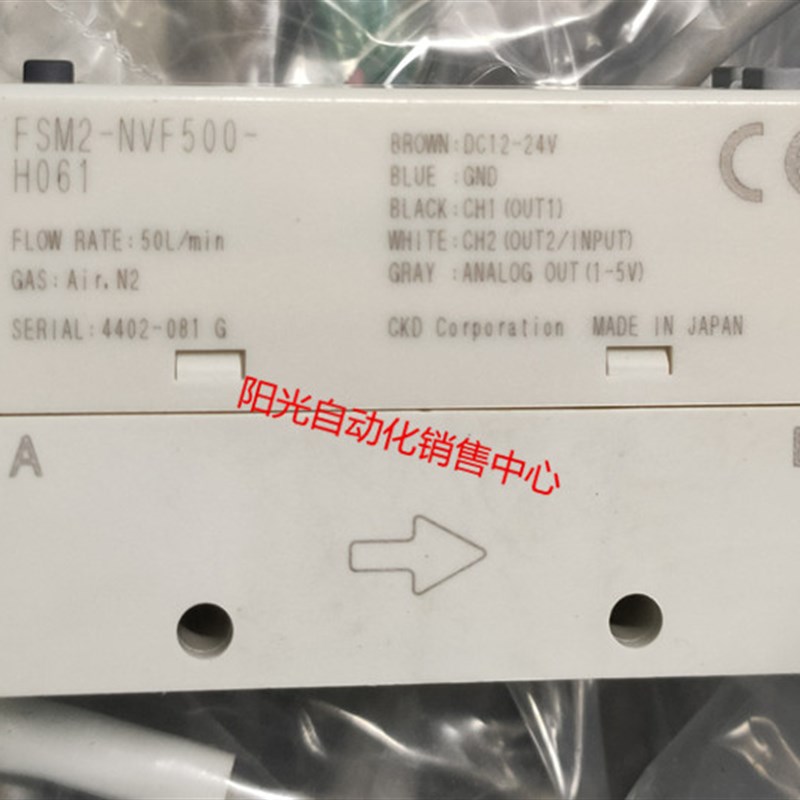 FSM2-NVF500-
H061
FLOW RATE:50L/min
GAS:Air,N2
SERIAL:4402-081 G
BROWN:DC12-24V
BLUE :GND
BLACK:CH1(OUT1)
WHITE:CH2(OUT2/INPUT)
GRAY :ANALOG OUT(1-5V)
CKD Corporation MADE IN JAPAN
CE
阳光自动化销售中心
A